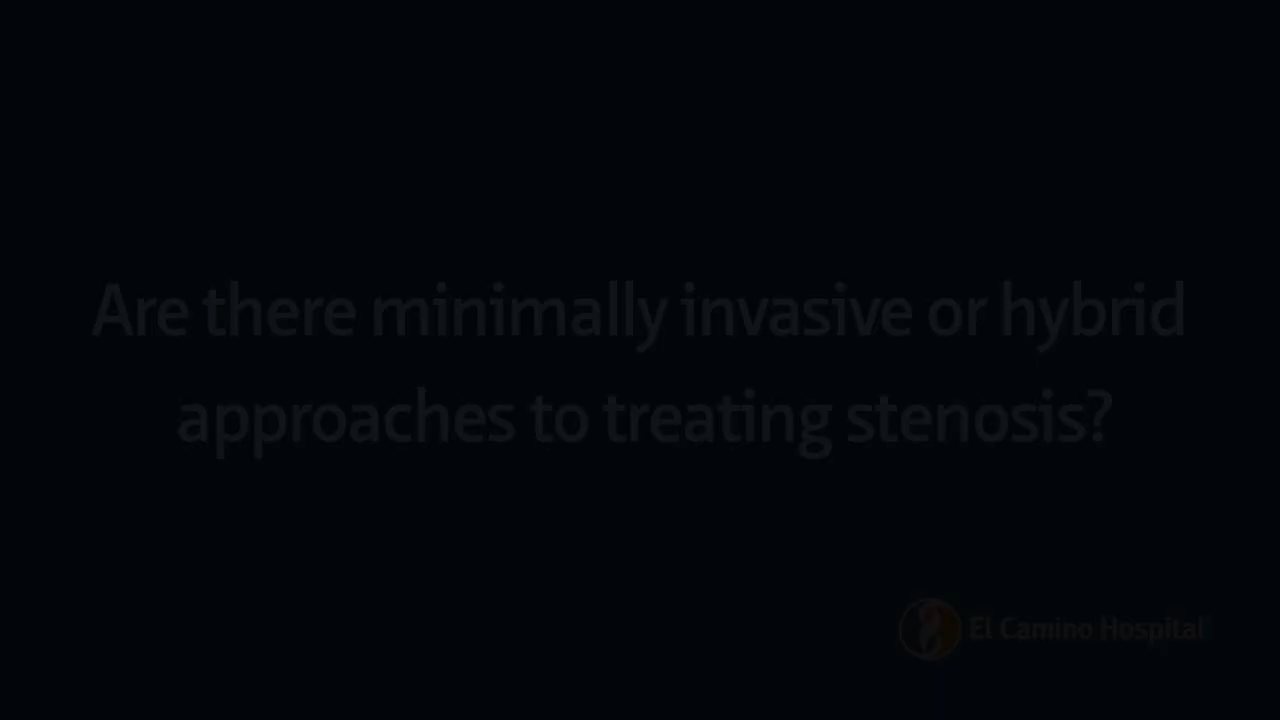 Are there minimally invasive or hybrid
approaches to treating stenosis?
El Camino Hospital